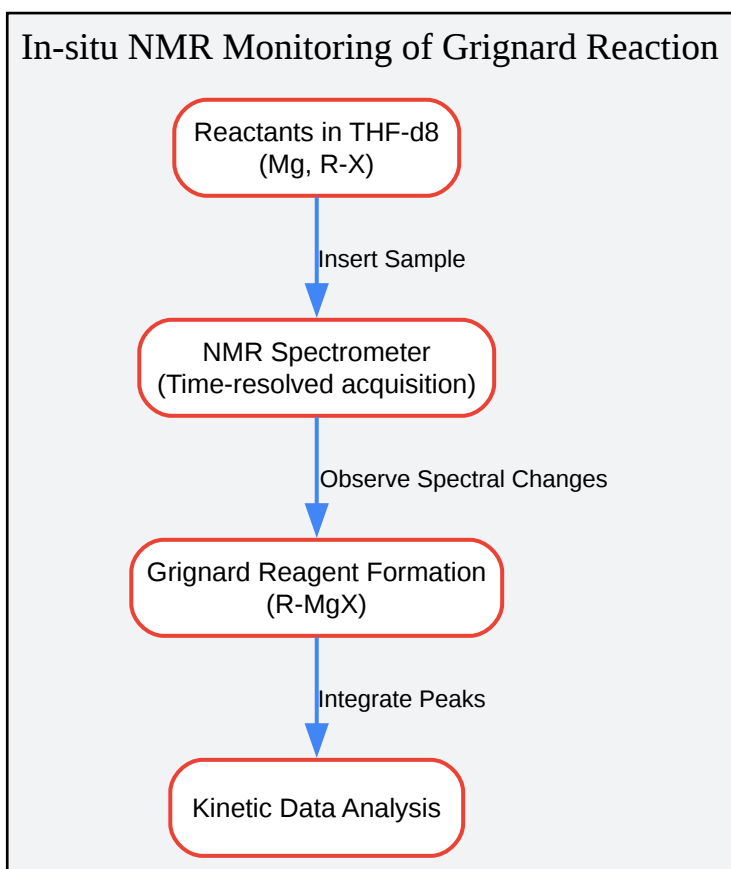 In-situ NMR Monitoring of Grignard Reaction
Reactants in THF-d8
(Mg, R-X)
Insert Sample
NMR Spectrometer
(Time-resolved acquisition)
Observe Spectral Changes
Grignard Reagent Formation
(R-MgX)
Integrate Peaks
Kinetic Data Analysis